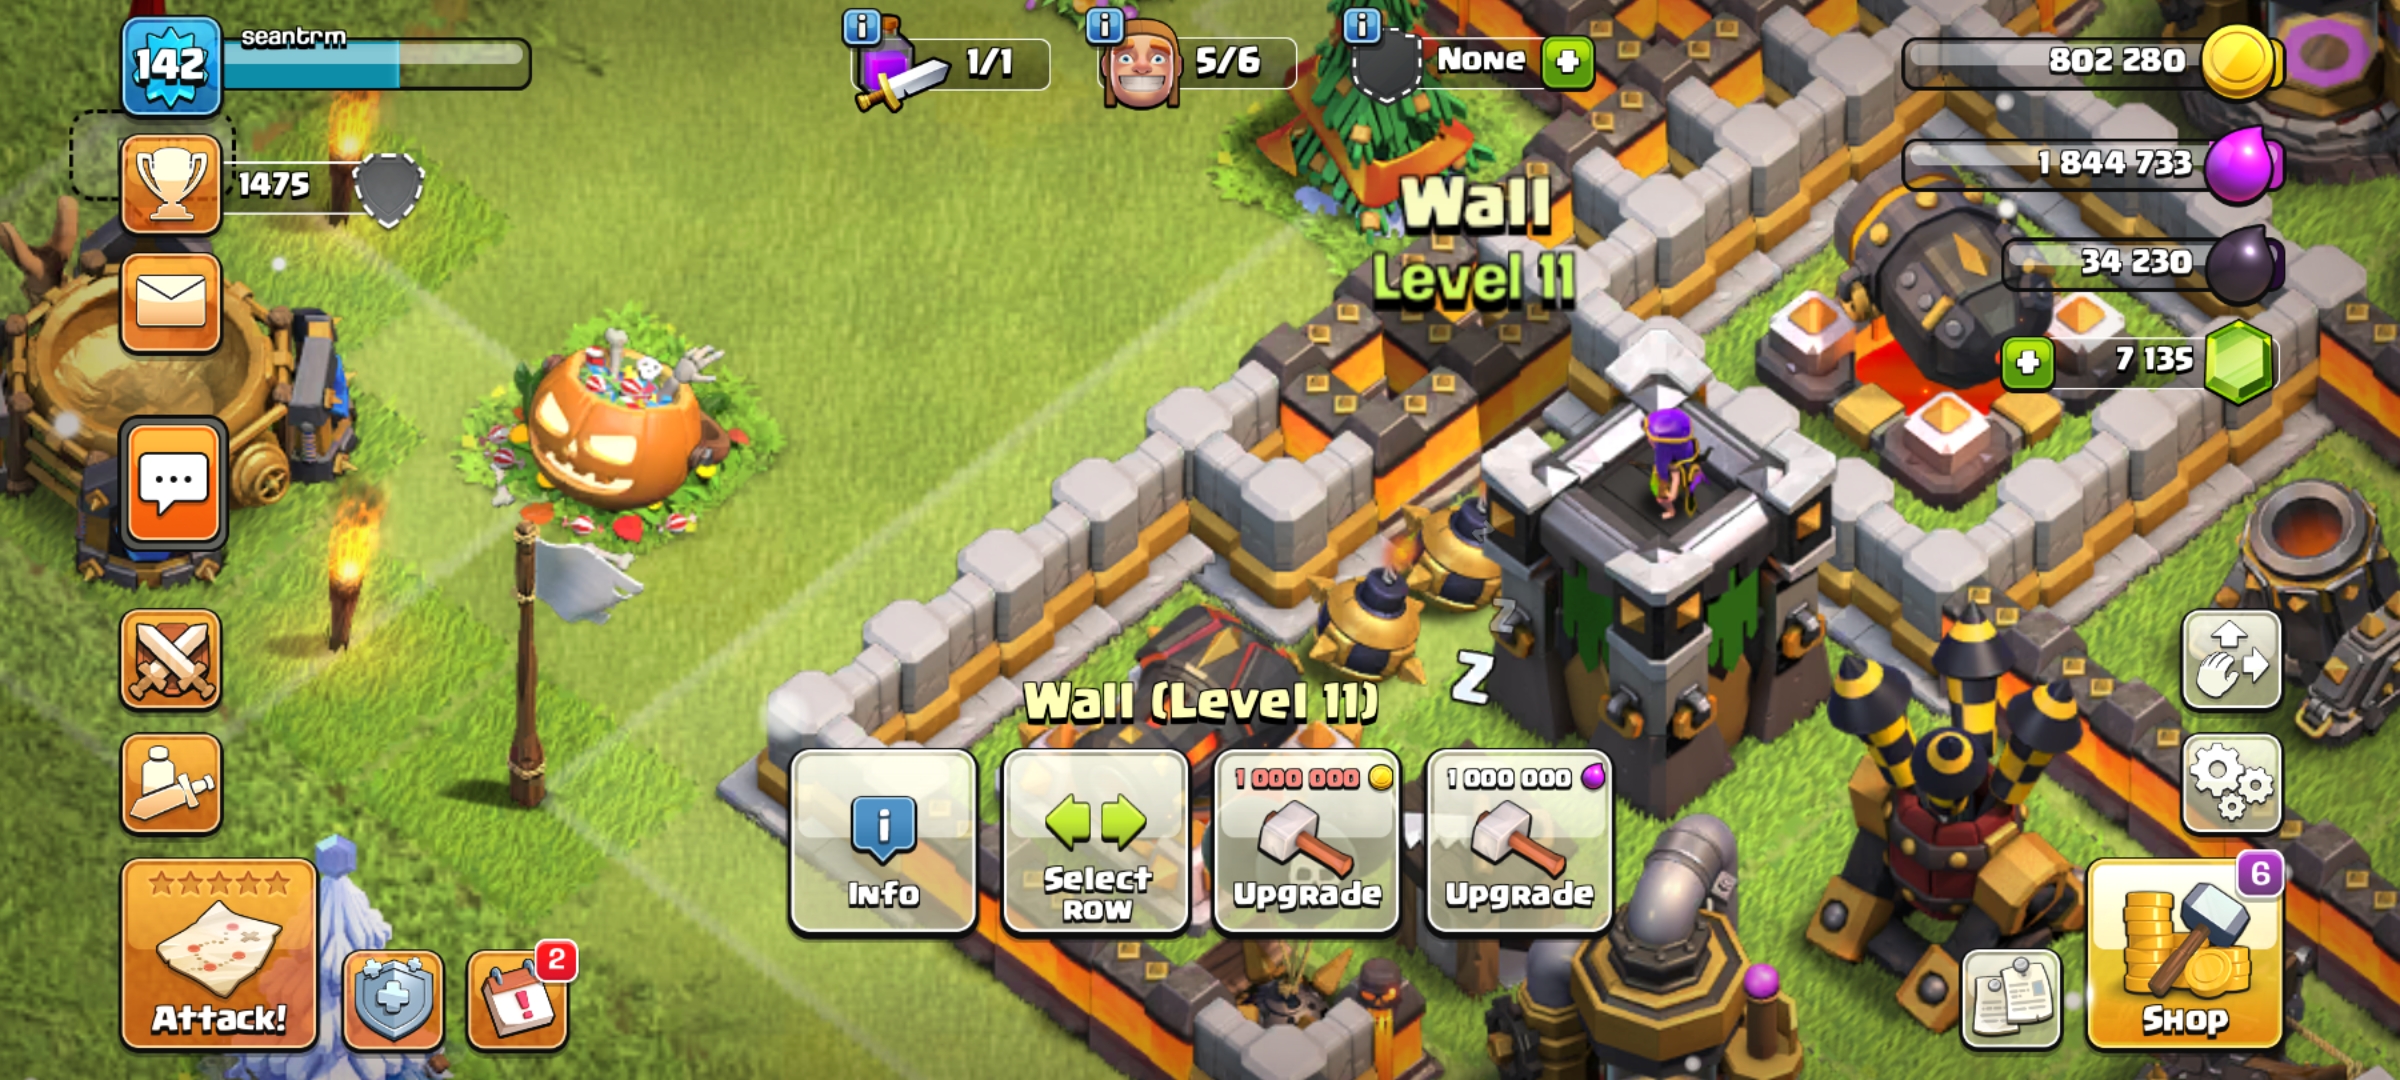 seantrm
142
1/1
5/6
None
802 280
1475
1 844 733
Wall
Level 11
34 230
7 135
z
Z
Wall (Level 11)
1 000 000
1 000 000
Info
Select
Row
Upgrade
Upgrade
6
2
Attack!
Shop